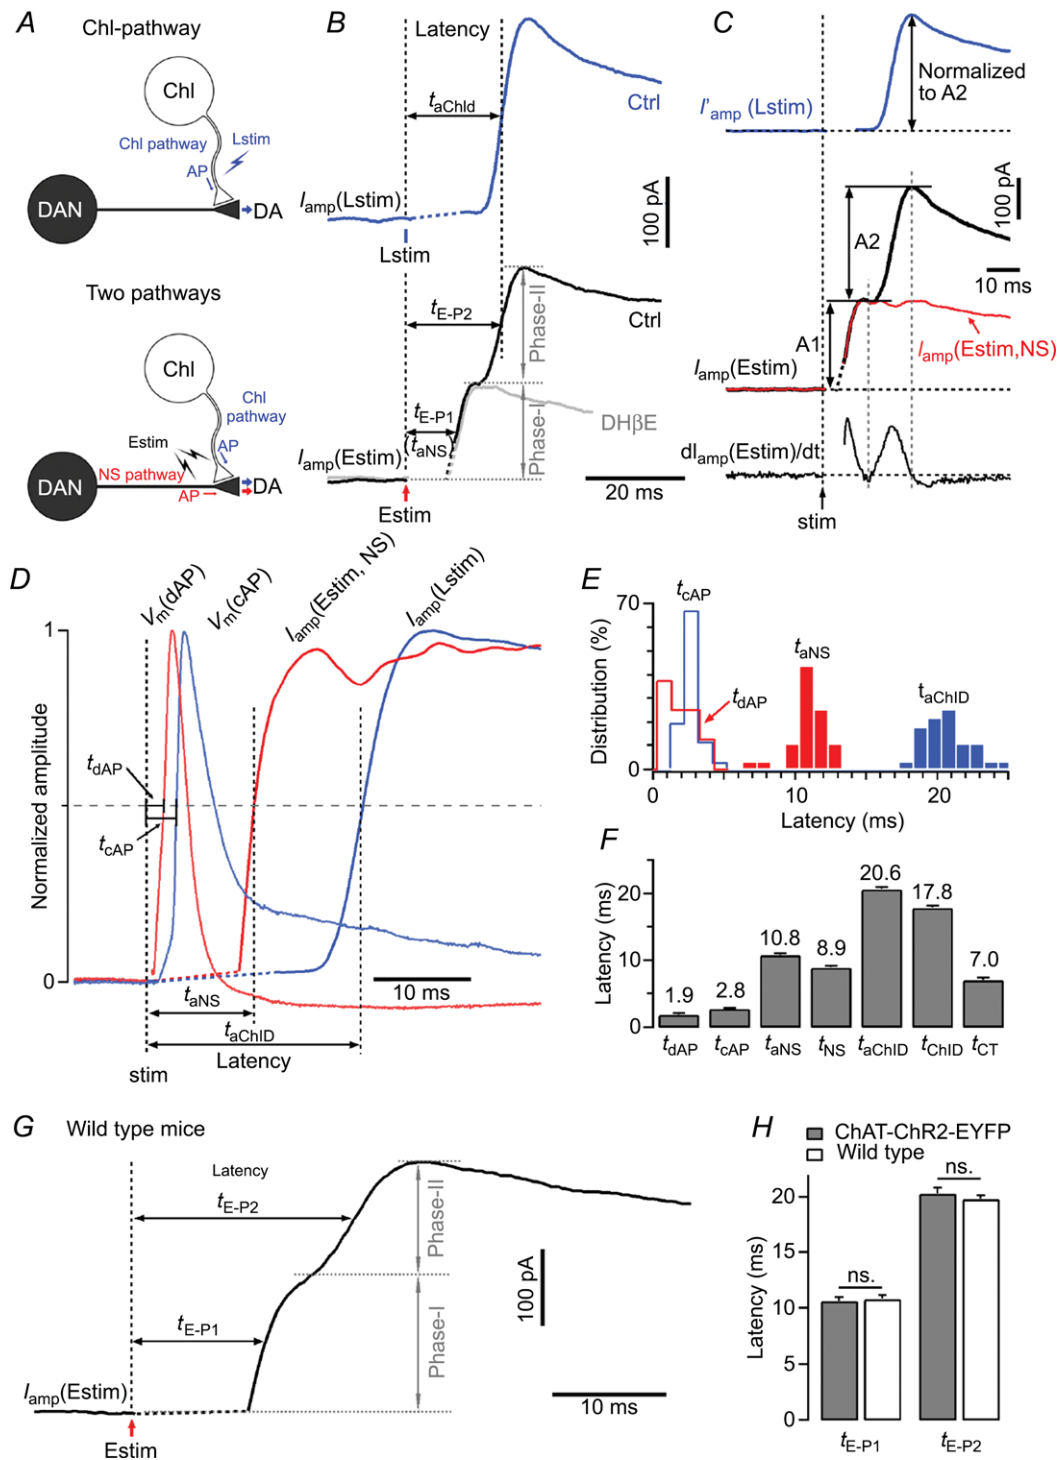 A
Chl-pathway
Chl
Chl pathway
Lstim
AP
DAN
DA
Two pathways
Chl
Chl
pathway
Estim
AP
NS pathway
DAN
AP
DA
B
Latency
taChld
Ctrl
Iamp(Lstim)
Lstim
100 pA
tE-P2
Phase-II
Ctrl
tE-P1
(taNS)
Phase-I
DHβE
Iamp(Estim)
Estim
20 ms
C
Normalized
to A2
I'amp (Lstim)
100 pA
A2
10 ms
A1
Iamp(Estim,NS)
Iamp(Estim)
dIamp(Estim)/dt
stim
D
Vm(dAP)
Vm(cAP)
Iamp(Estim, NS)
Iamp(Lstim)
1
Normalized amplitude
tdAP
tcAP
0
10 ms
taNS
taChID
Latency
stim
E
tcAP
70
taNS
tdAP
taChID
Distribution (%)
0
0
10
20
Latency (ms)
F
20.6
20
17.8
Latency (ms)
10.8
10
8.9
7.0
1.9
2.8
0
tdAP
tcAP
taNS
tNS
taChID
tChID
tCT
G
Wild type mice
Latency
tE-P2
Phase-II
100 pA
tE-P1
Phase-I
Iamp(Estim)
10 ms
Estim
H
ChAT-ChR2-EYFP
Wild type
ns.
20
15
Latency (ms)
ns.
10
5
0
tE-P1
tE-P2